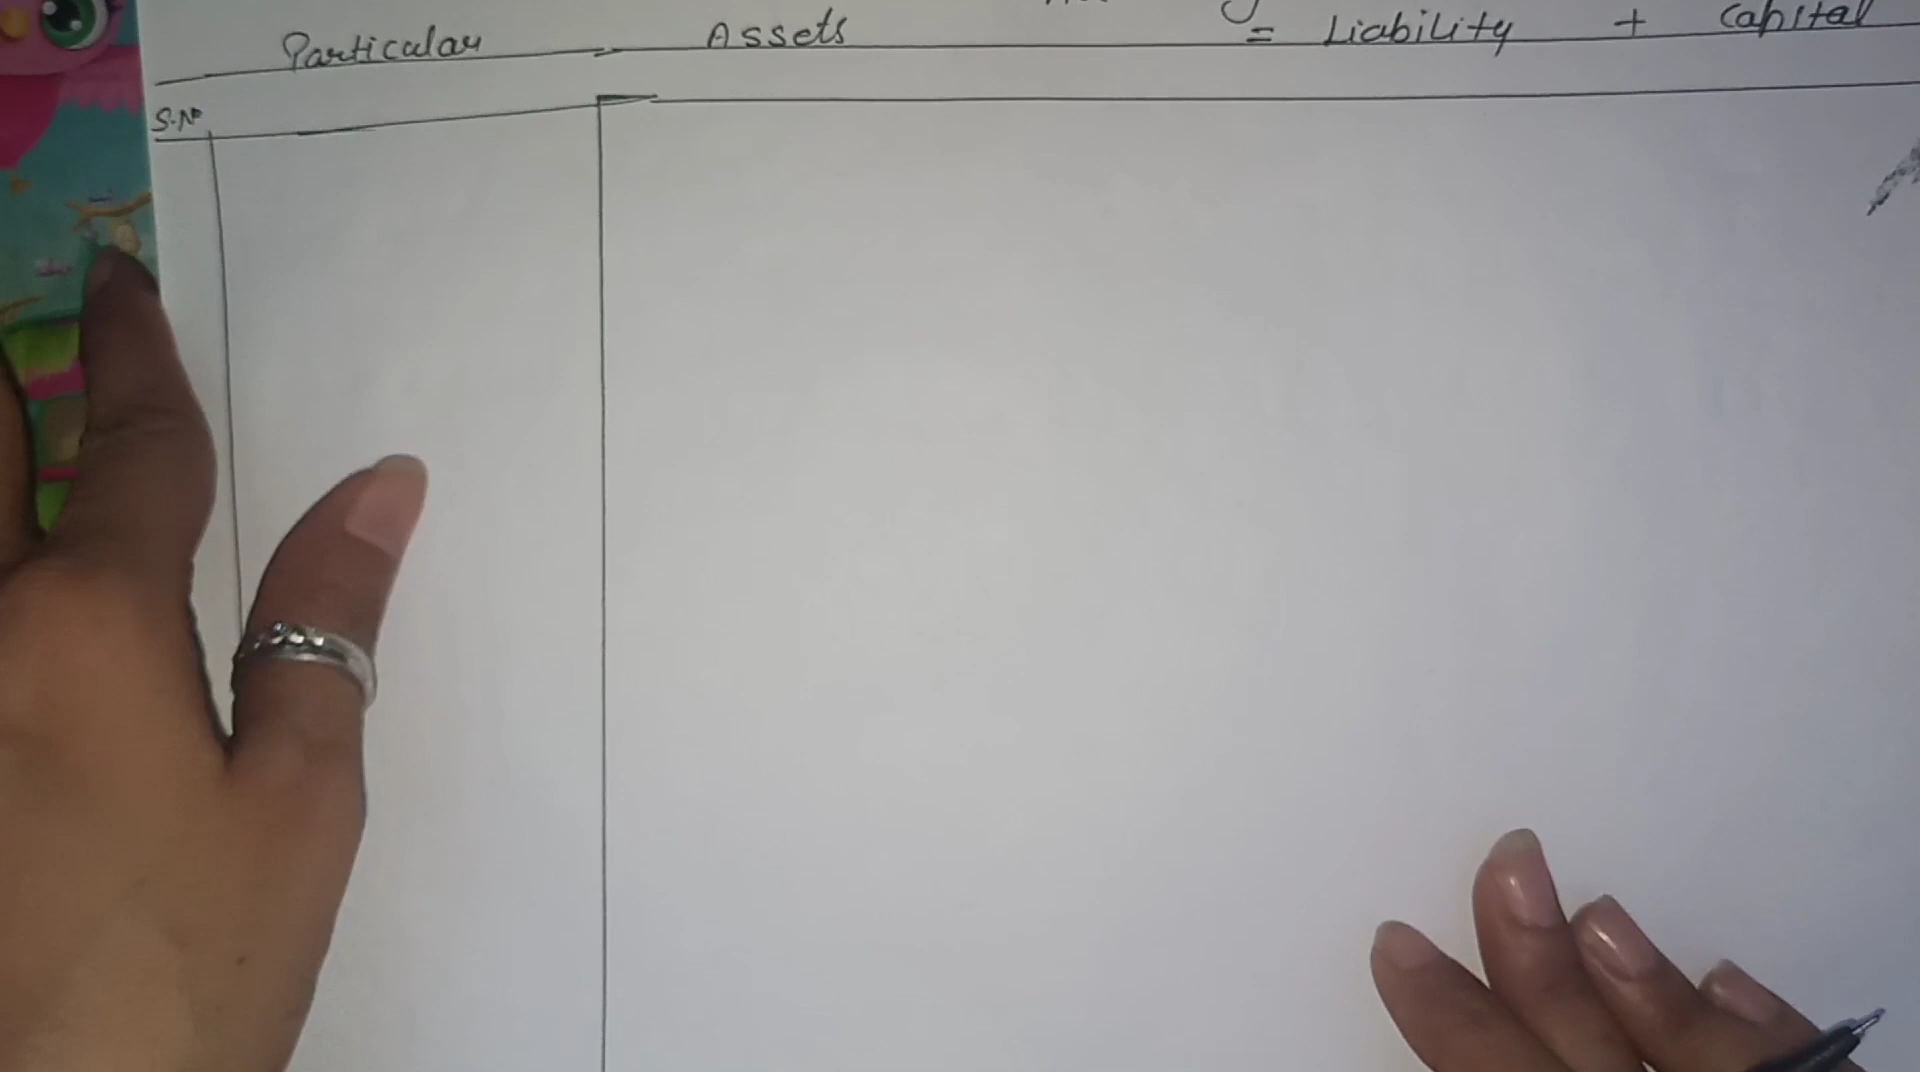 Particular Assets = Liability + Capital
S.No